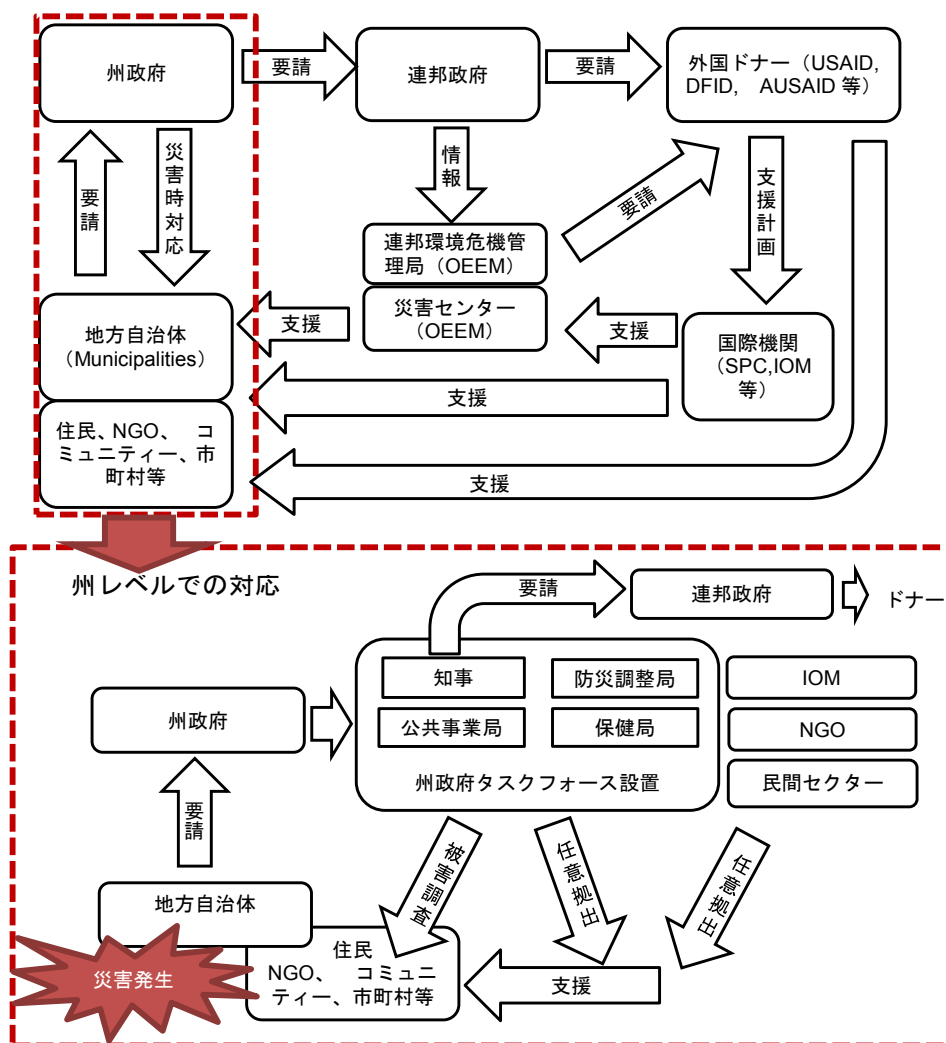 州政府
要請
連邦政府
要請
外国ドナー（USAID,
DFID,　AUSAID 等）
要請
災害時対応
情報
要請
支援計画
連邦環境危機管
理局（OEEM）
災害センター
（OEEM）
支援
支援
国際機関
（SPC,IOM
等）
地方自治体
（Municipalities）
支援
住民、NGO、　コ
ミュニティー、市
町村等
支援
州レベルでの対応
要請
連邦政府
ドナー
知事
防災調整局
IOM
州政府
公共事業局
保健局
NGO
州政府タスクフォース設置
民間セクター
要請
被害調査
任意拠出
任意拠出
地方自治体
住民
NGO、　コミュニ
ティー、市町村等
災害発生
支援